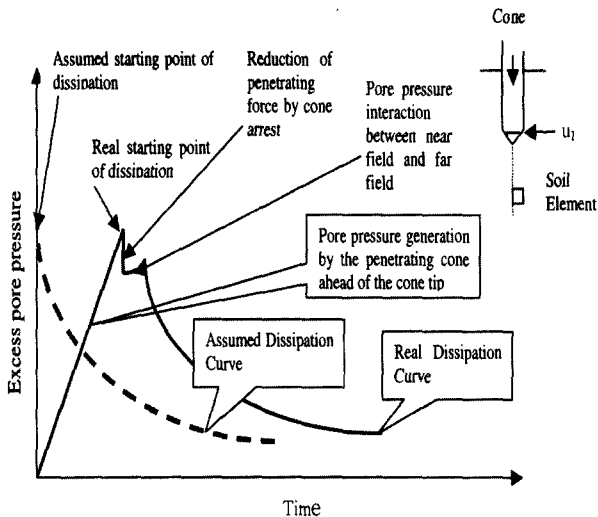 Cone
Assumed starting point of
dissination
Reduction of
penetrating
force by cone
arrest
Pore pressure
interaction
between near
field and far
field
Real starting point
of dissipation
u₁
Soil
Element
Pore pressure generation
by the penetrating cone
ahead of the cone tip
Assumed Dissipation
Curve
Real Dissipation
Curve
Excess pore pressure
Time